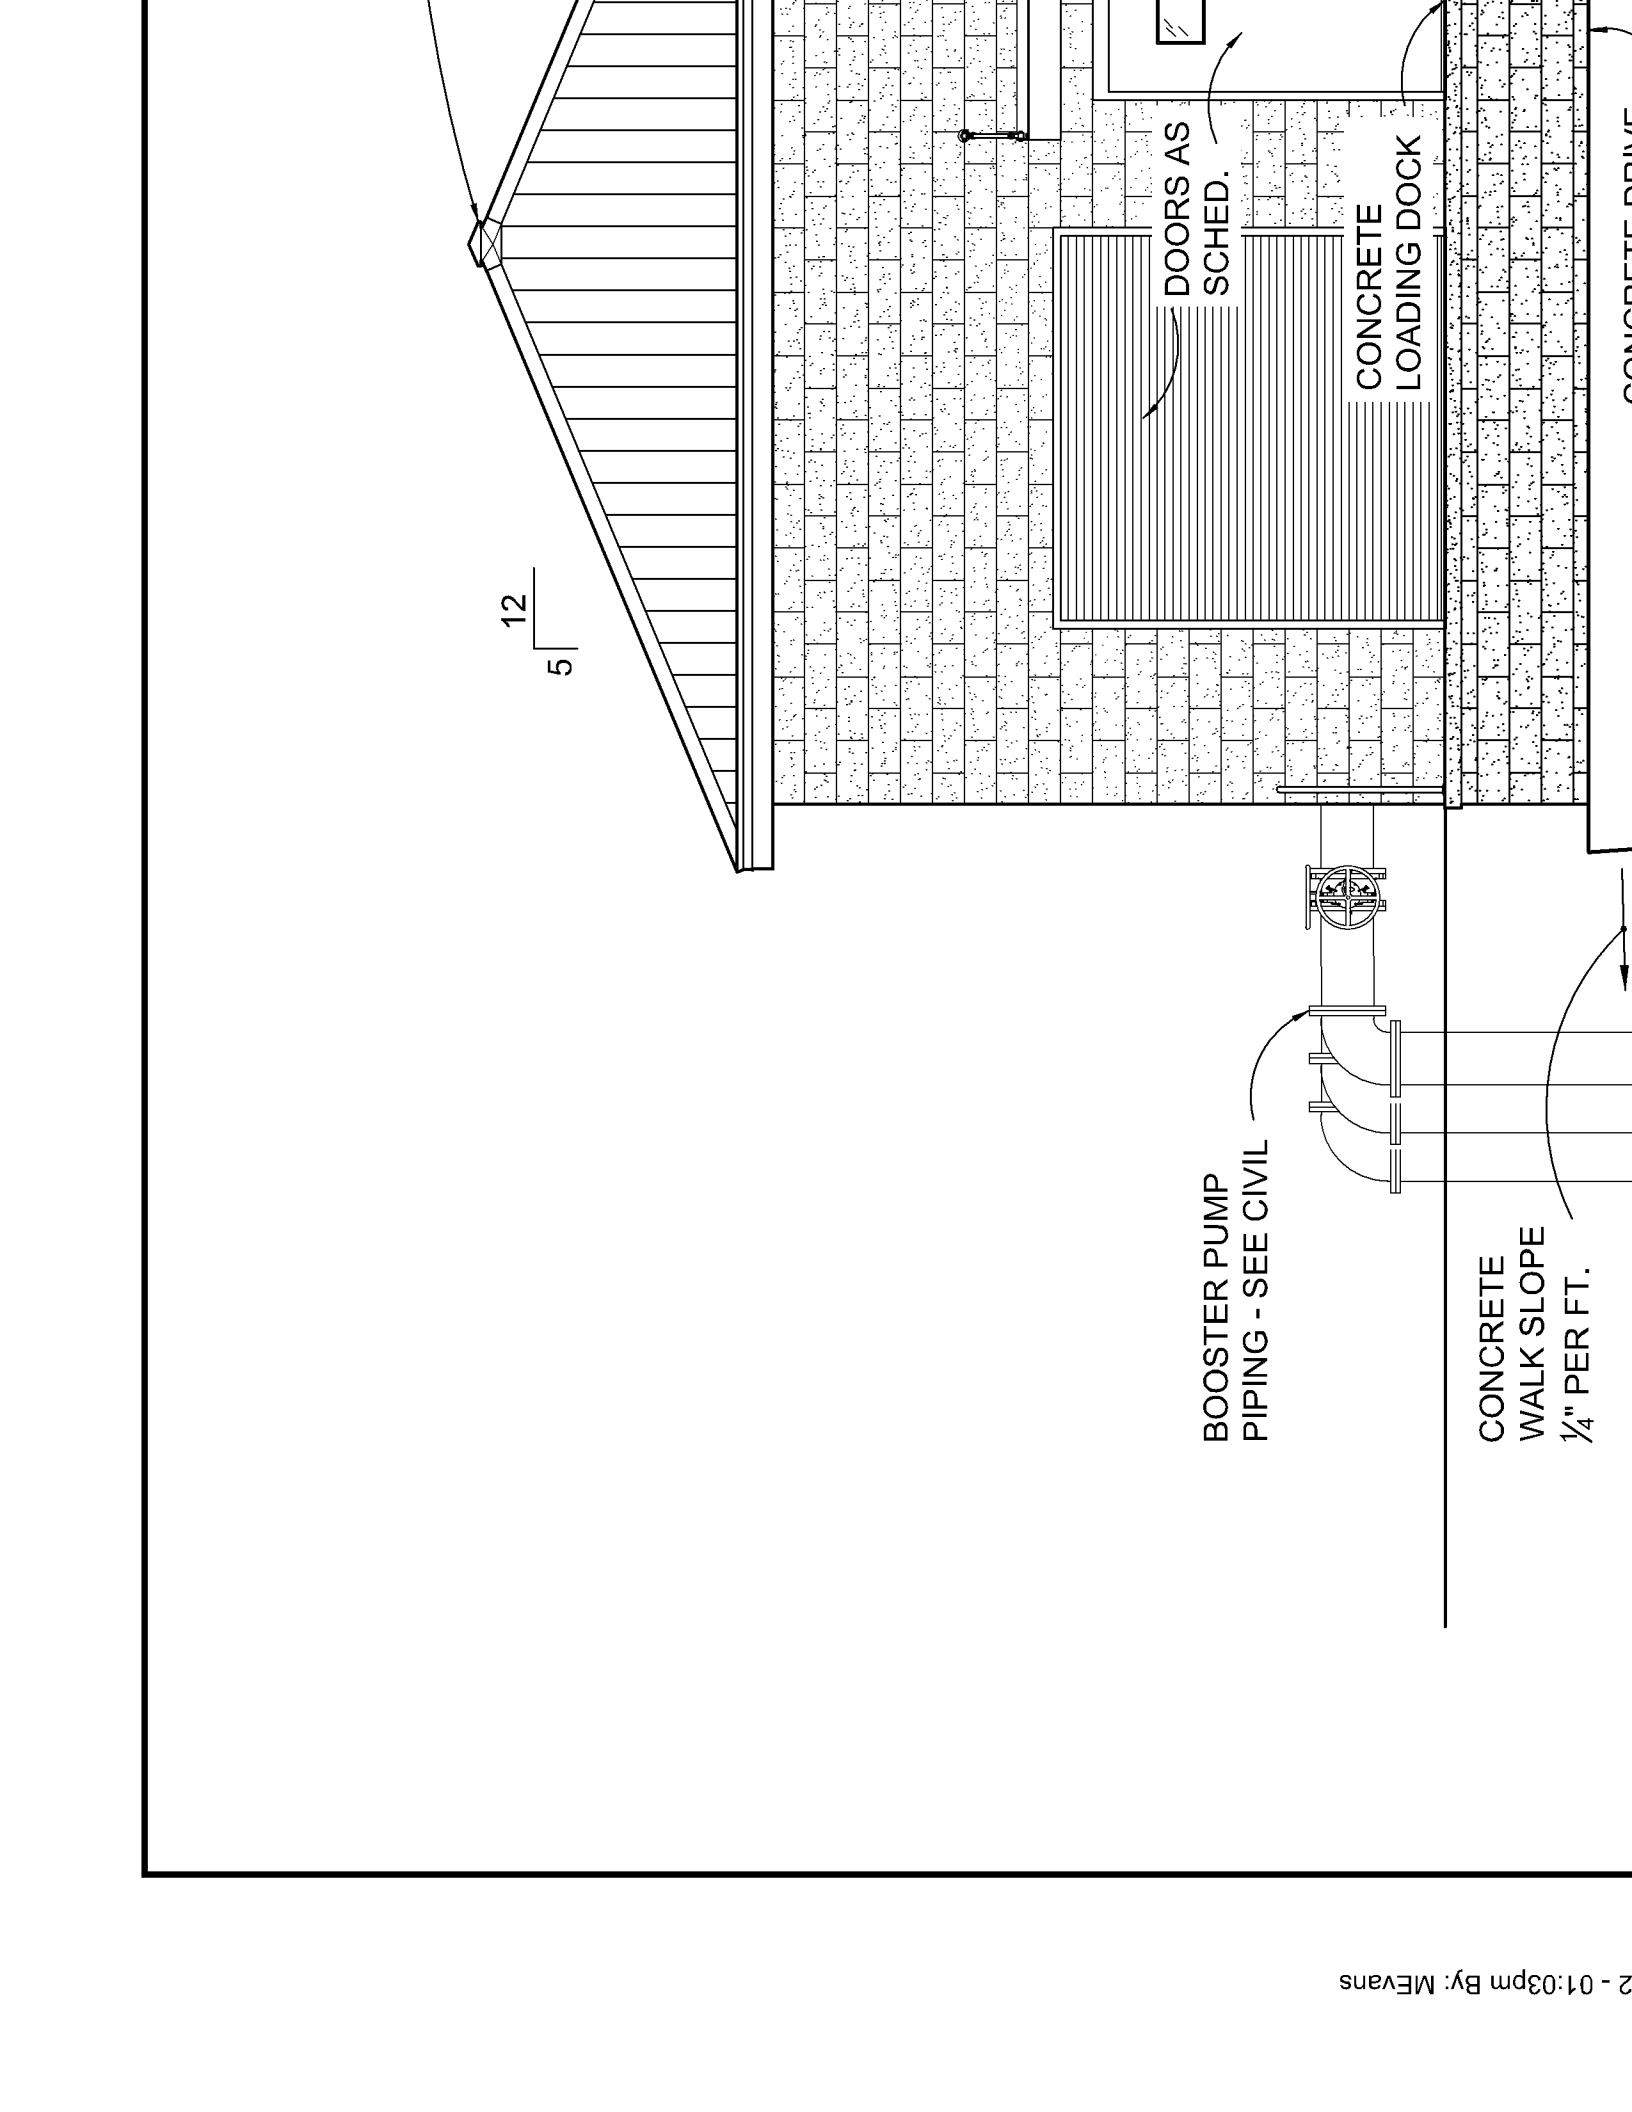 12
5
DOORS AS
SCHED.
CONCRETE
LOADING DOCK
BOOSTER PUMP
PIPING - SEE CIVIL
CONCRETE
WALK SLOPE
¼" PER FT.
- 01:03pm By: MEvans